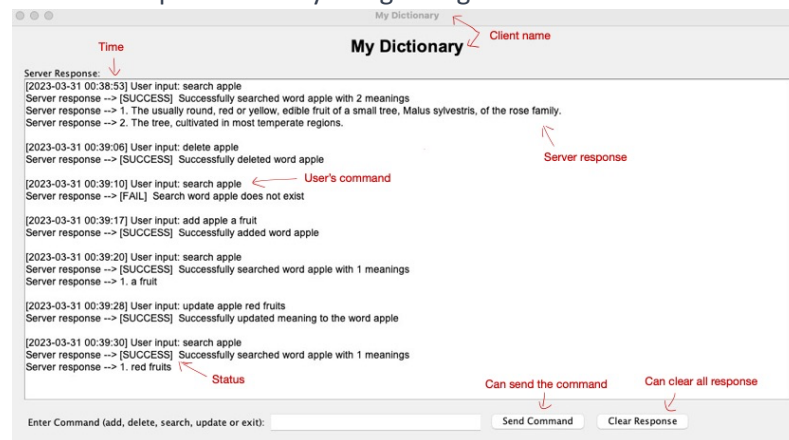 My Dictionary
Client name
My Dictionary
Time
Server Response:
[2023-03-31 00:38:53] User input: search apple
Server response --> [SUCCESS] Successfully searched word apple with 2 meanings
Server response --> 1. The usually round, red or yellow, edible fruit of a small tree, Malus sylvestris, of the rose family.
Server response --> 2. The tree, cultivated in most temperate regions.
[2023-03-31 00:39:06] User input: delete apple
Server response --> [SUCCESS] Successfully deleted word apple
Server response
[2023-03-31 00:39:10] User input: search apple
User's command
Server response --> [FAIL] Search word apple does not exist
[2023-03-31 00:39:17] User input: add apple a fruit
Server response --> [SUCCESS] Successfully added word apple
[2023-03-31 00:39:20] User input: search apple
Server response --> [SUCCESS] Successfully searched word apple with 1 meanings
Server response --> 1. a fruit
[2023-03-31 00:39:28] User input: update apple red fruits
Server response --> [SUCCESS] Successfully updated meaning to the word apple
[2023-03-31 00:39:30] User input: search apple
Server response --> [SUCCESS] Successfully searched word apple with 1 meanings
Server response --> 1. red fruits
Status
Can send the command
Can clear all response
Enter Command (add, delete, search, update or exit):
Send Command
Clear Response